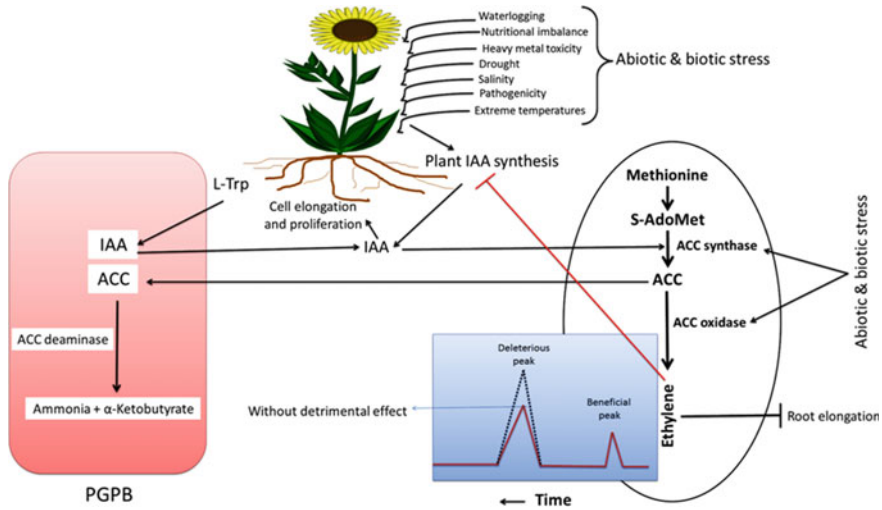 Waterlogging
Nutritional imbalance
Heavy metal toxicity
Drought
Salinity
Pathogenicity
Extreme temperatures
Abiotic & biotic stress
Plant IAA synthesis
L-Trp
Cell elongation
and proliferation
IAA
IAA
ACC
ACC deaminase
Ammonia + α-Ketobutyrate
PGPB
Methionine
S-AdoMet
ACC synthase
ACC
ACC oxidase
Ethylene
Abiotic & biotic stress
Root elongation
Deleterious
peak
Beneficial
peak
Without detrimental effect
Time